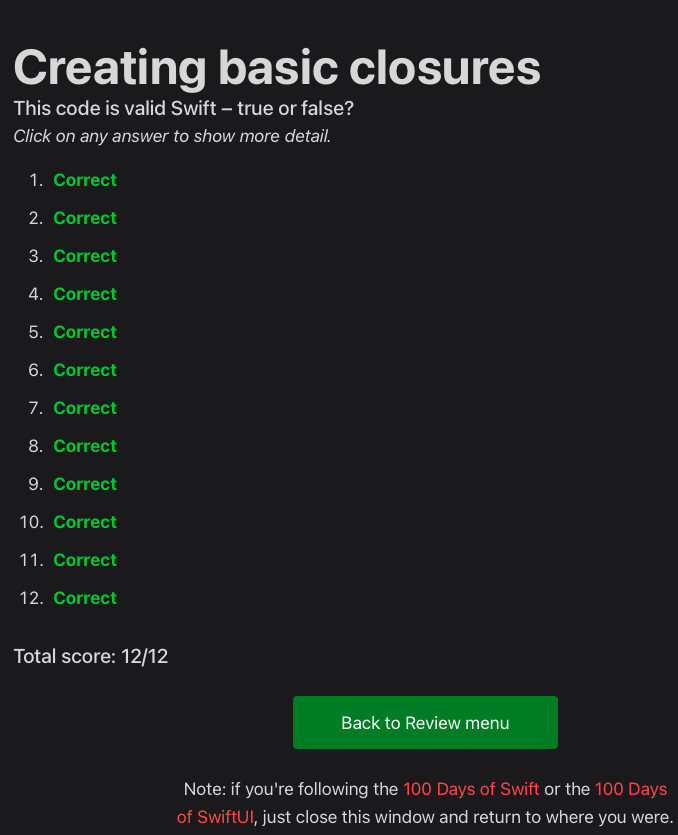 Creating basic closures
This code is valid Swift – true or false?
Click on any answer to show more detail.
1. Correct
2. Correct
3. Correct
4. Correct
5. Correct
6. Correct
7. Correct
8. Correct
9. Correct
10. Correct
11. Correct
12. Correct
Total score: 12/12
Back to Review menu
Note: if you're following the 100 Days of Swift or the 100 Days
of SwiftUI, just close this window and return to where you were.